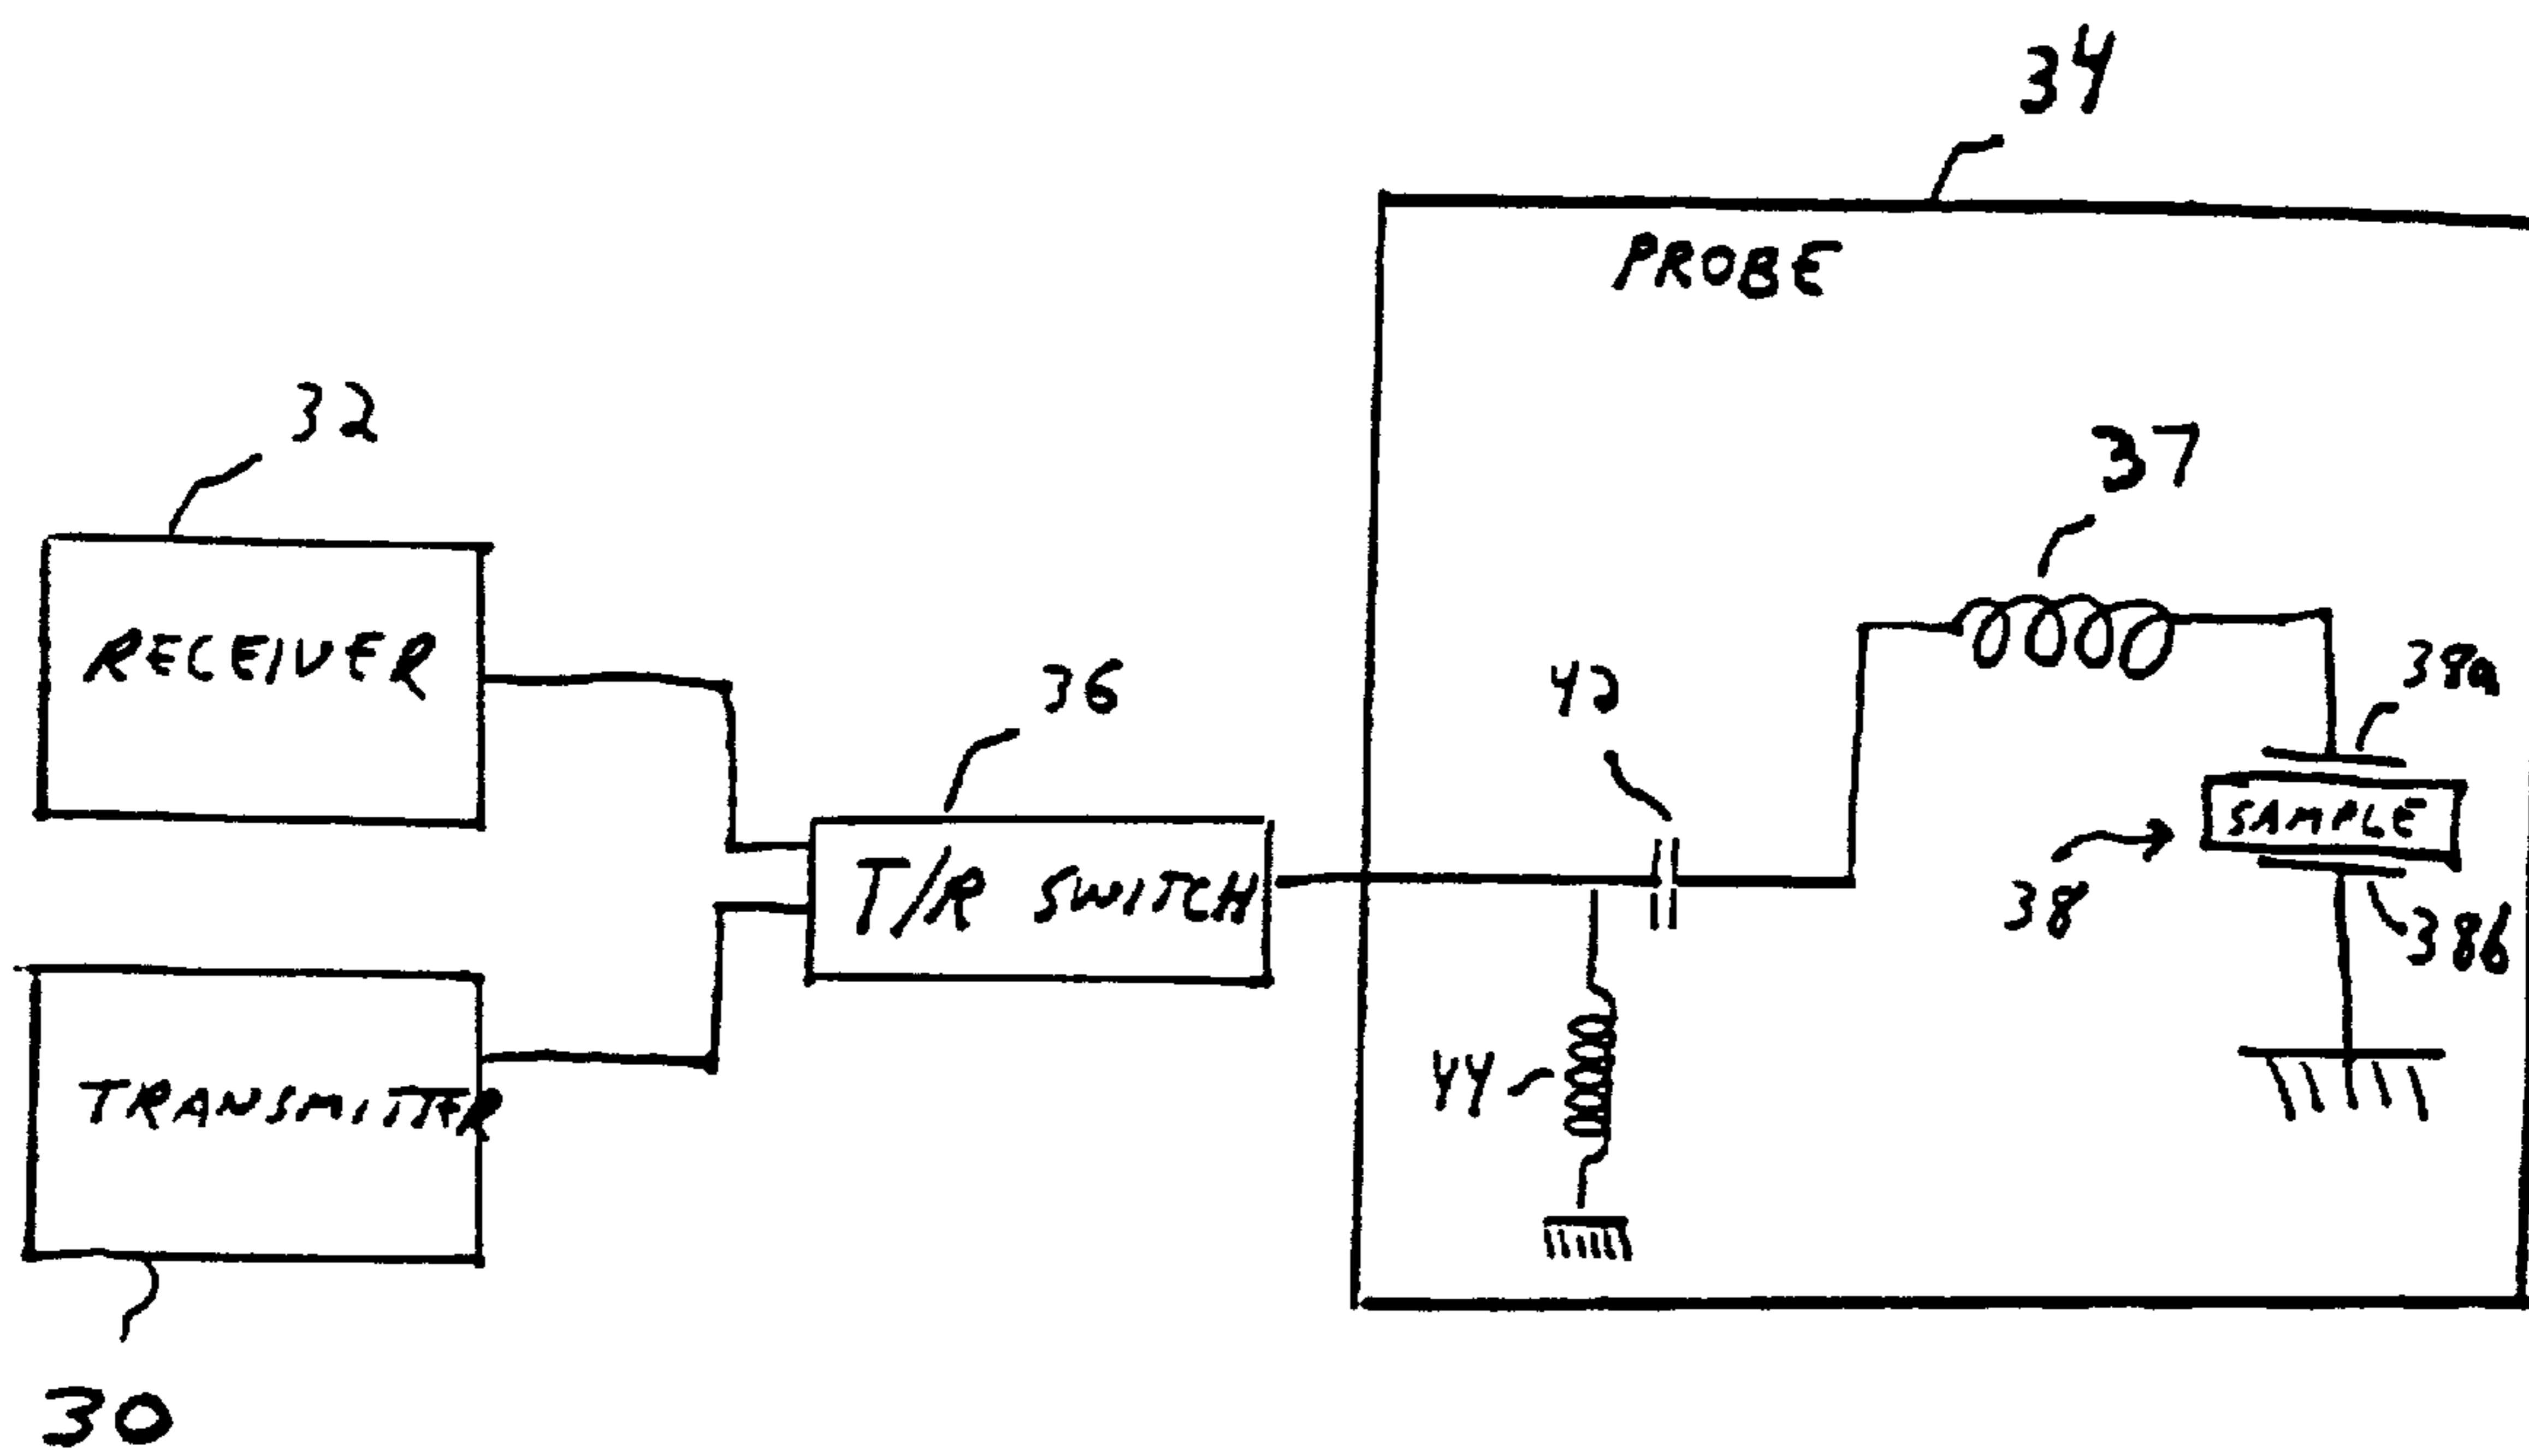 34
PROBE
32
37
RECEIVER
36
42
38a
SAMPLE
T/R SWITCH
38
38b
44
TRANSMITTER
30